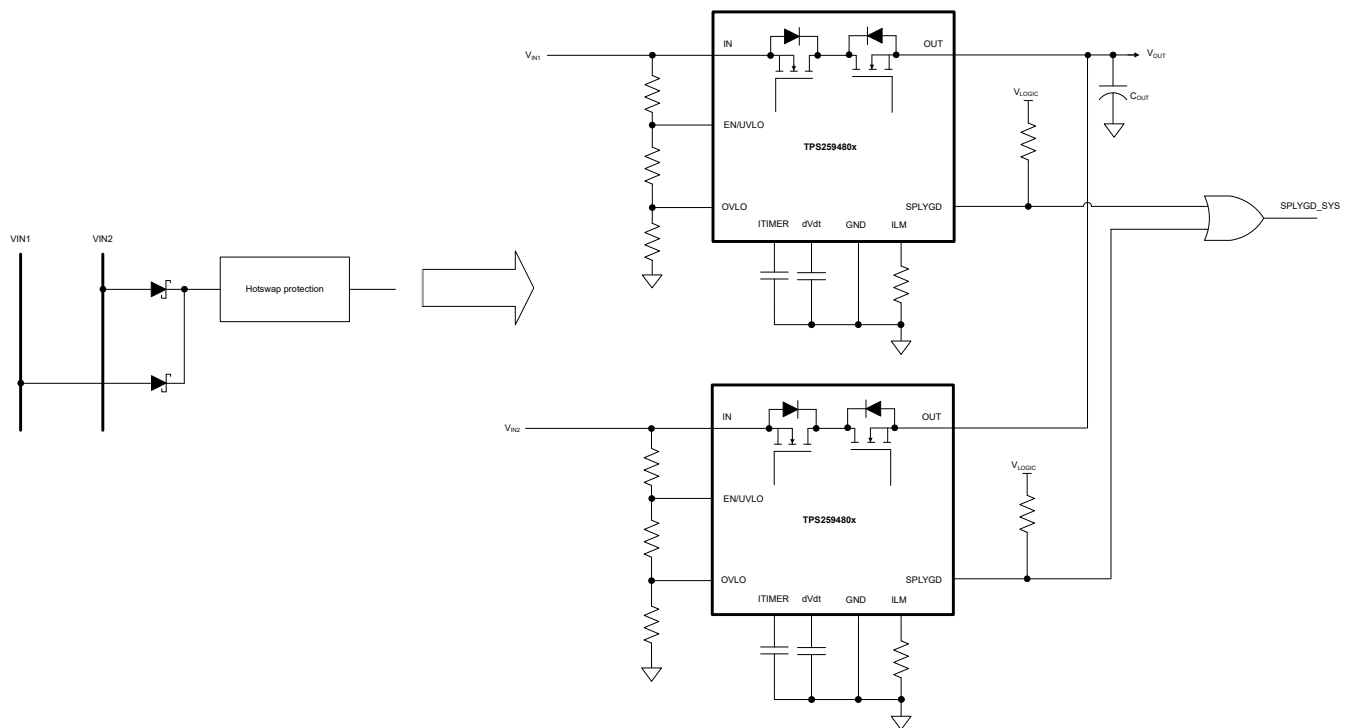 VIN1
VIN2
Hotswap protection
VIN1
IN
OUT
VOUT
COUT
VLOGIC
EN/UVLO
TPS259480x
OVLO
SPLYGD
SPLYGD_SYS
ITIMER
dVdt
GND
ILM
VIN2
IN
OUT
VLOGIC
EN/UVLO
TPS259480x
OVLO
SPLYGD
ITIMER
dVdt
GND
ILM